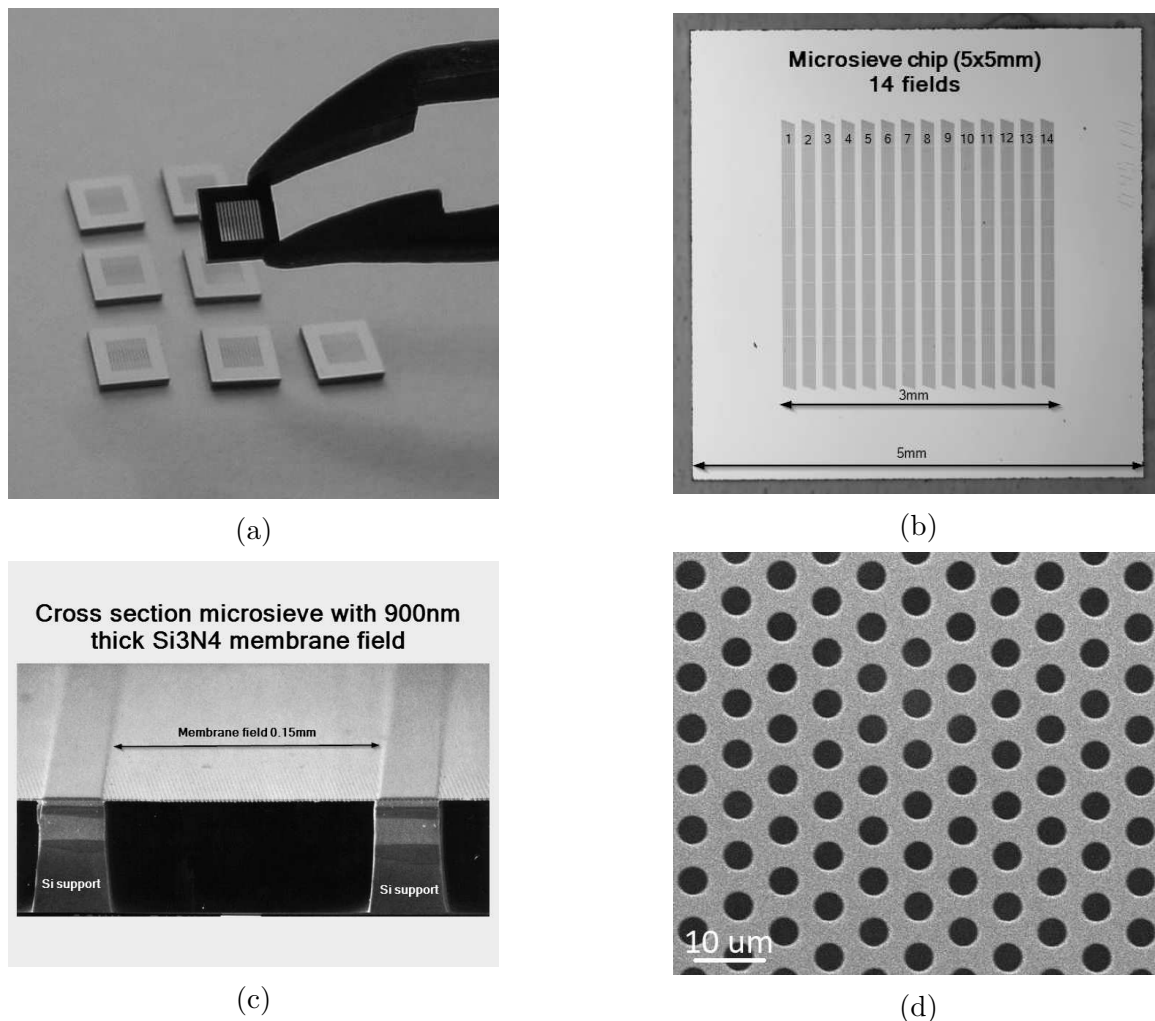 (a)
Microsieve chip (5x5mm)
14 fields
1 2 3 4 5 6 7 8 9 10 11 12 13 14
3mm
5mm
(b)
Cross section microsieve with 900nm
thick Si3N4 membrane field
Membrane field 0.15mm
Si support
Si support
(c)
10 um
(d)